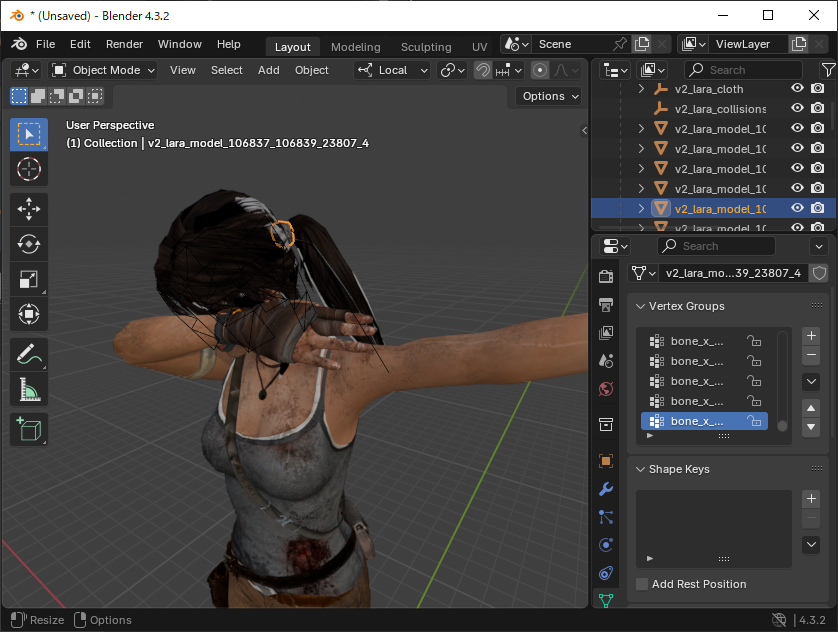 * (Unsaved) - Blender 4.3.2
File Edit Render Window Help Layout Modeling Sculpting UV Scene ViewLayer
Object Mode View Select Add Object Local Search
Options
User Perspective
(1) Collection | v2_lara_model_106837_106839_23807_4
v2_lara_cloth
v2_lara_collisions
v2_lara_model_10
v2_lara_model_10
v2_lara_model_10
v2_lara_model_10
v2_lara_model_10
v2_lara_model_10
Search
v2_lara_mo...39_23807_4
Vertex Groups
bone_x_...
bone_x_...
bone_x_...
bone_x_...
bone_x_...
Shape Keys
Add Rest Position
Resize Options 4.3.2